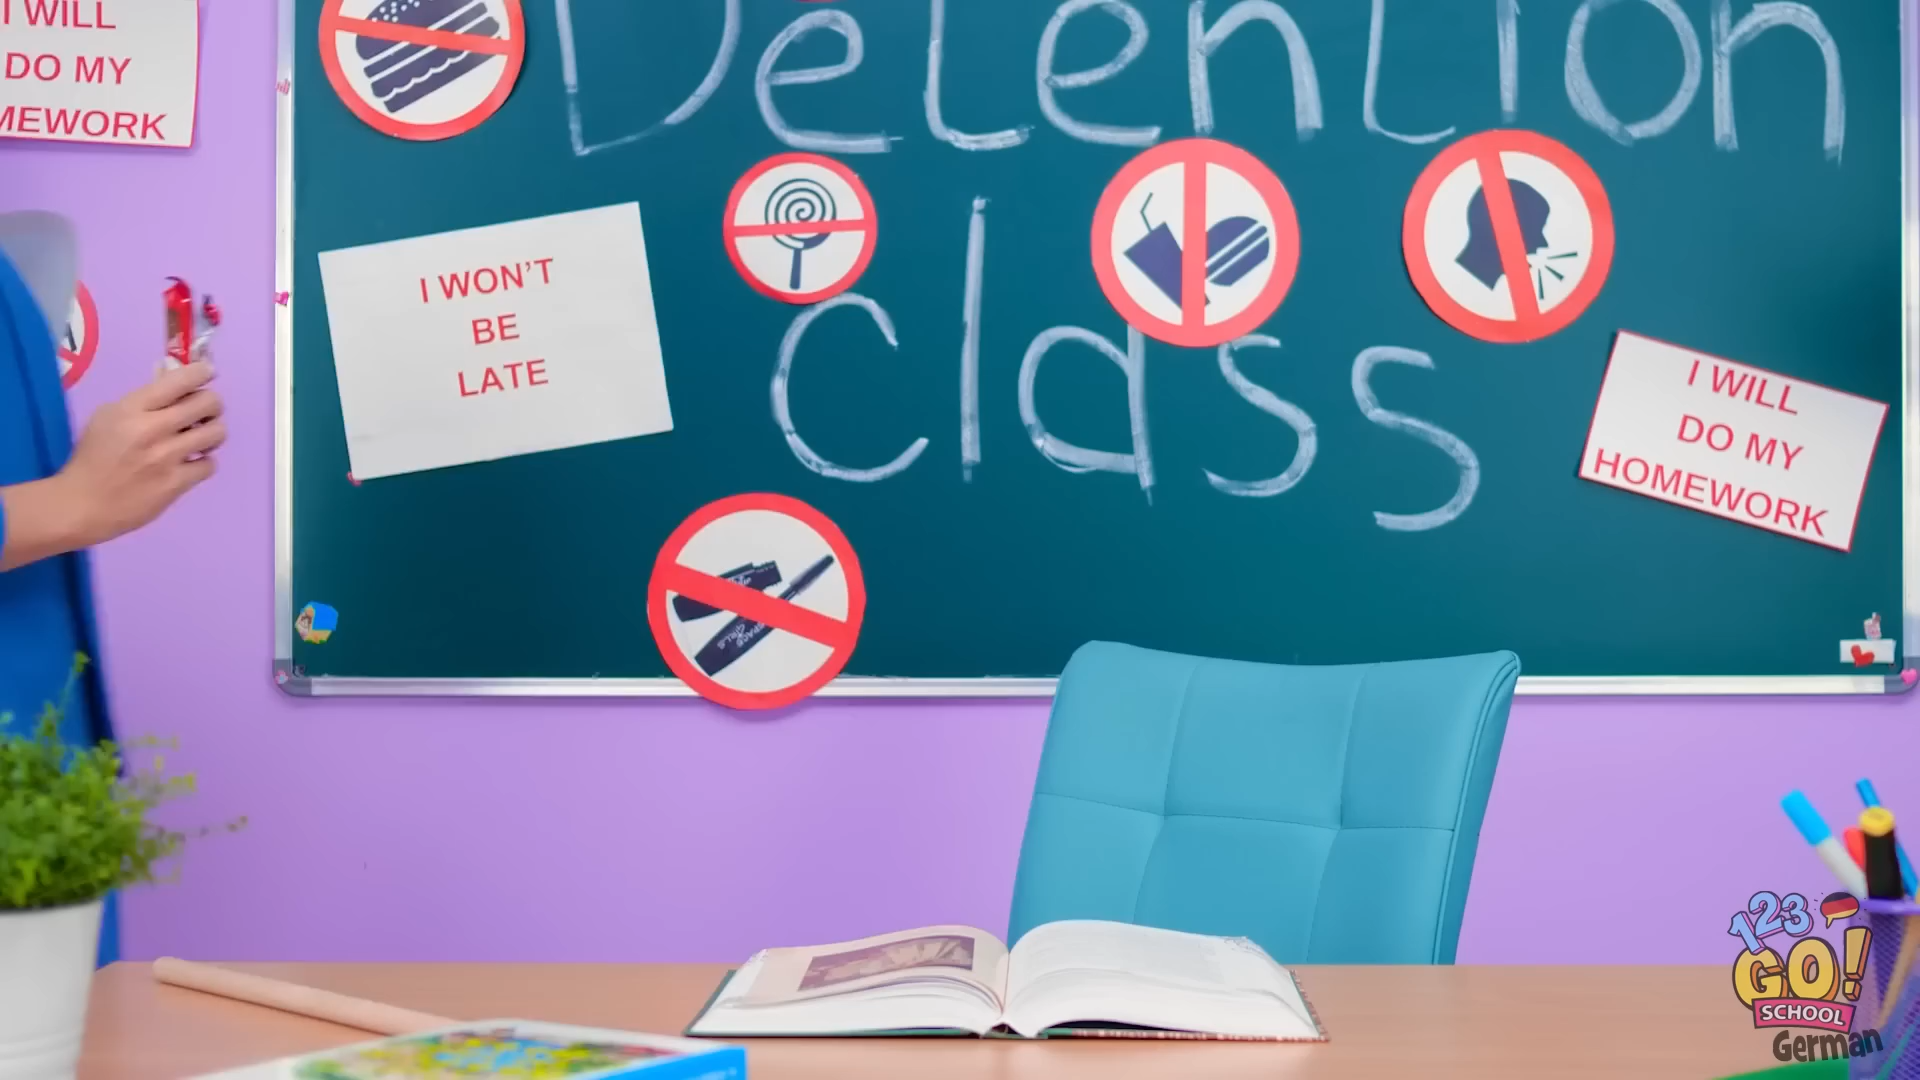 I WILL
DO MY
MEWORK
Detention
Class
I WON'T
BE
LATE
I WILL
DO MY
HOMEWORK
123
GO!
SCHOOL
German